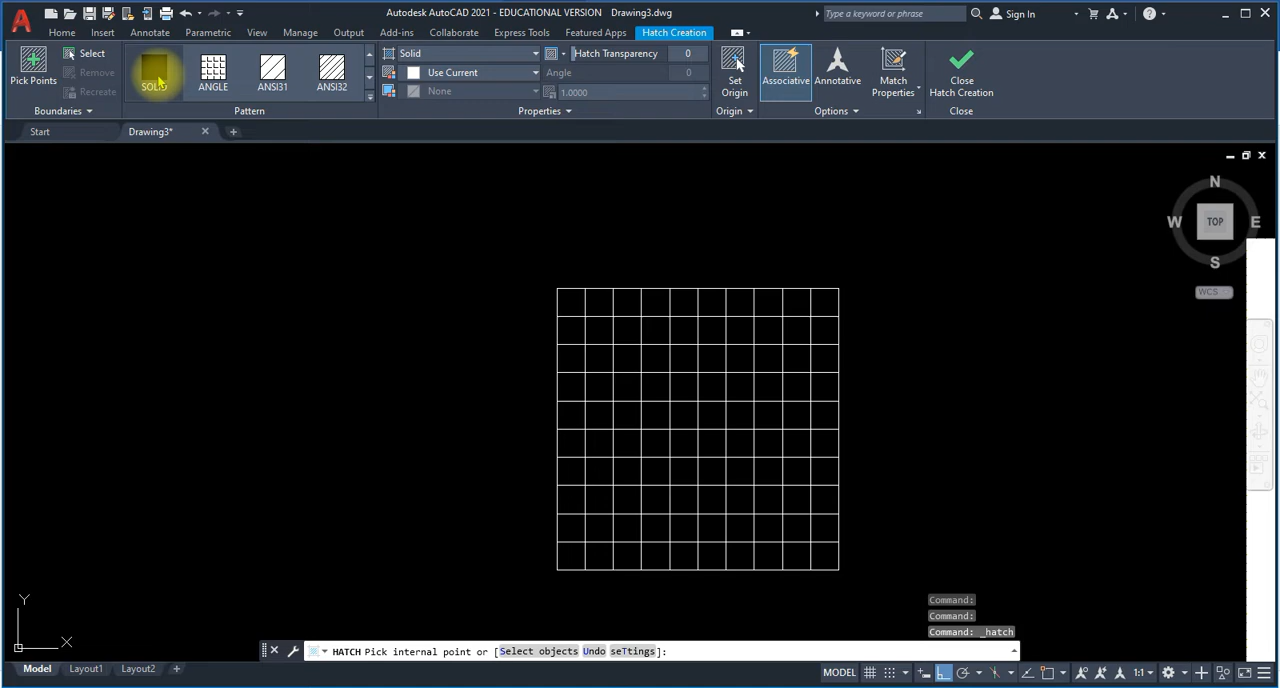 Autodesk AutoCAD 2021 - EDUCATIONAL VERSION Drawing3.dwg
Type a keyword or phrase
Sign In
Home Insert Annotate Parametric View Manage Output Add-ins Collaborate Express Tools Featured Apps Hatch Creation
Pick Points
Select
Remove
Recreate
Boundaries
SOLID
ANGLE
ANSI31
ANSI32
Pattern
Solid
Use Current
None
Hatch Transparency 0
Angle 0
1.0000
Properties
Set
Origin
Origin
Associative
Annotative
Match
Properties
Options
Close
Hatch Creation
Close
Start
Drawing3*
N
W TOP E
S
WCS
Y
X
Command:
Command:
Command: _hatch
HATCH Pick internal point or [Select objects Undo seTtings]:
Model Layout1 Layout2
MODEL
1:1